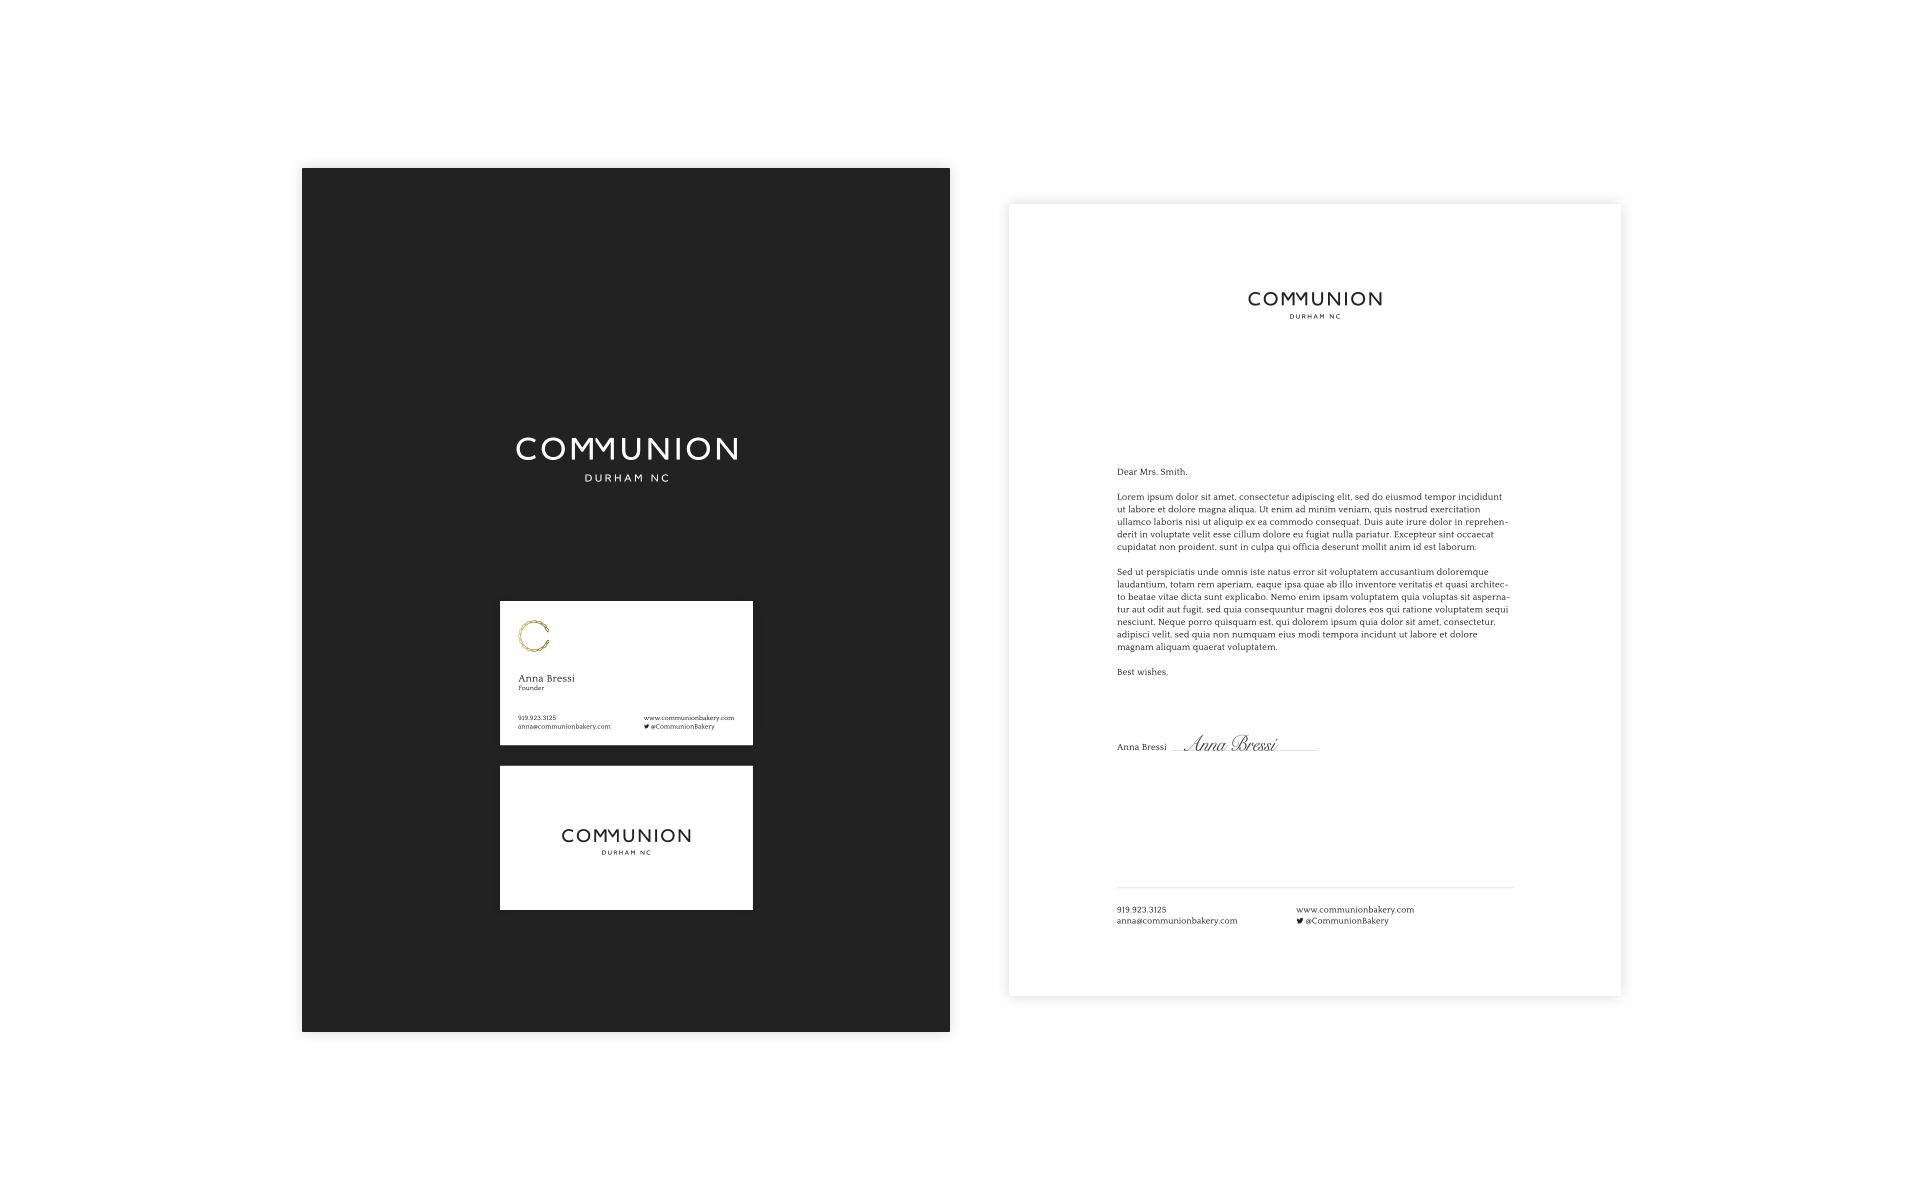 COMMUNION
DURHAM NC
Anna Bressi
Founder
919.923.3125
anna@communionbakery.com
www.communionbakery.com
@CommunionBakery
COMMUNION
DURHAM NC
COMMUNION
DURHAM NC
Dear Mrs. Smith,
Lorem ipsum dolor sit amet, consectetur adipiscing elit, sed do eiusmod tempor incididunt
ut labore et dolore magna aliqua. Ut enim ad minim veniam, quis nostrud exercitation
ullamco laboris nisi ut aliquip ex ea commodo consequat. Duis aute irure dolor in reprehen-
derit in voluptate velit esse cillum dolore eu fugiat nulla pariatur. Excepteur sint occaecat
cupidatat non proident, sunt in culpa qui officia deserunt mollit anim id est laborum.
Sed ut perspiciatis unde omnis iste natus error sit voluptatem accusantium doloremque
laudantium, totam rem aperiam, eaque ipsa quae ab illo inventore veritatis et quasi architec-
to beatae vitae dicta sunt explicabo. Nemo enim ipsam voluptatem quia voluptas sit asperna-
tur aut odit aut fugit, sed quia consequuntur magni dolores eos qui ratione voluptatem sequi
nesciunt. Neque porro quisquam est, qui dolorem ipsum quia dolor sit amet, consectetur,
adipisci velit, sed quia non numquam eius modi tempora incidunt ut labore et dolore
magnam aliquam quaerat voluptatem.
Best wishes,
Anna Bressi Anna Bressi
919.923.3125
anna@communionbakery.com
www.communionbakery.com
@CommunionBakery